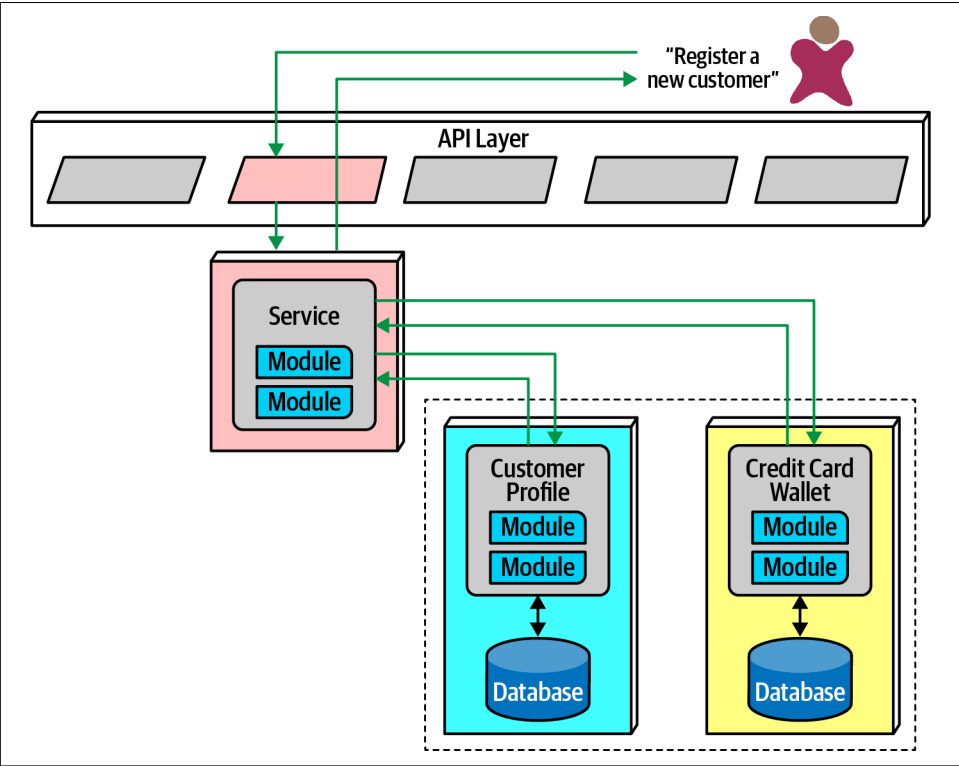 “Register a
new customer”
API Layer
Service
Module
Module
Customer
Profile
Module
Module
Database
Credit Card
Wallet
Module
Module
Database